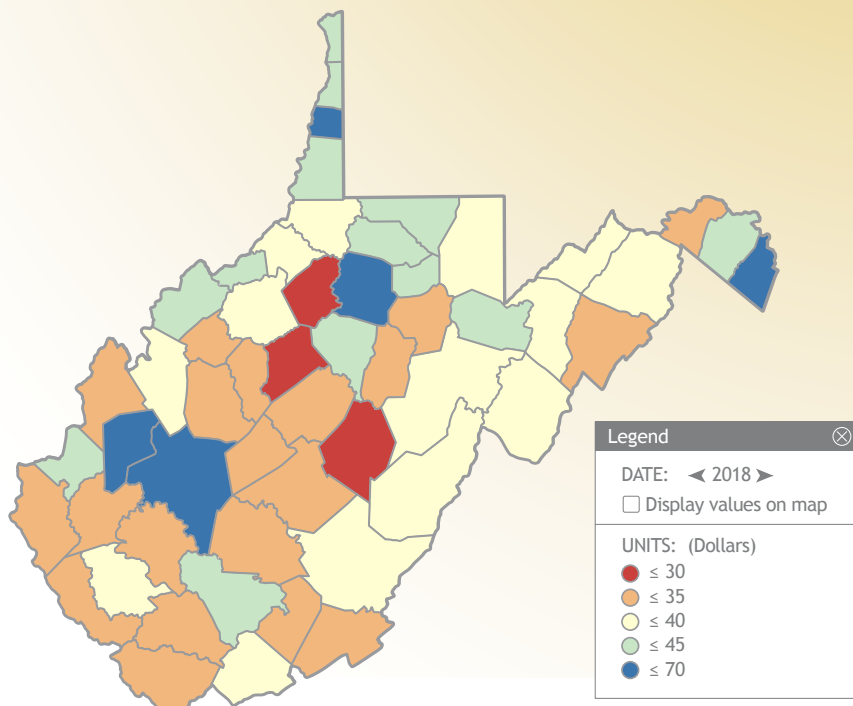 Legend
DATE: 2018
Display values on map
UNITS: (Dollars)
≤ 30
≤ 35
≤ 40
≤ 45
≤ 70